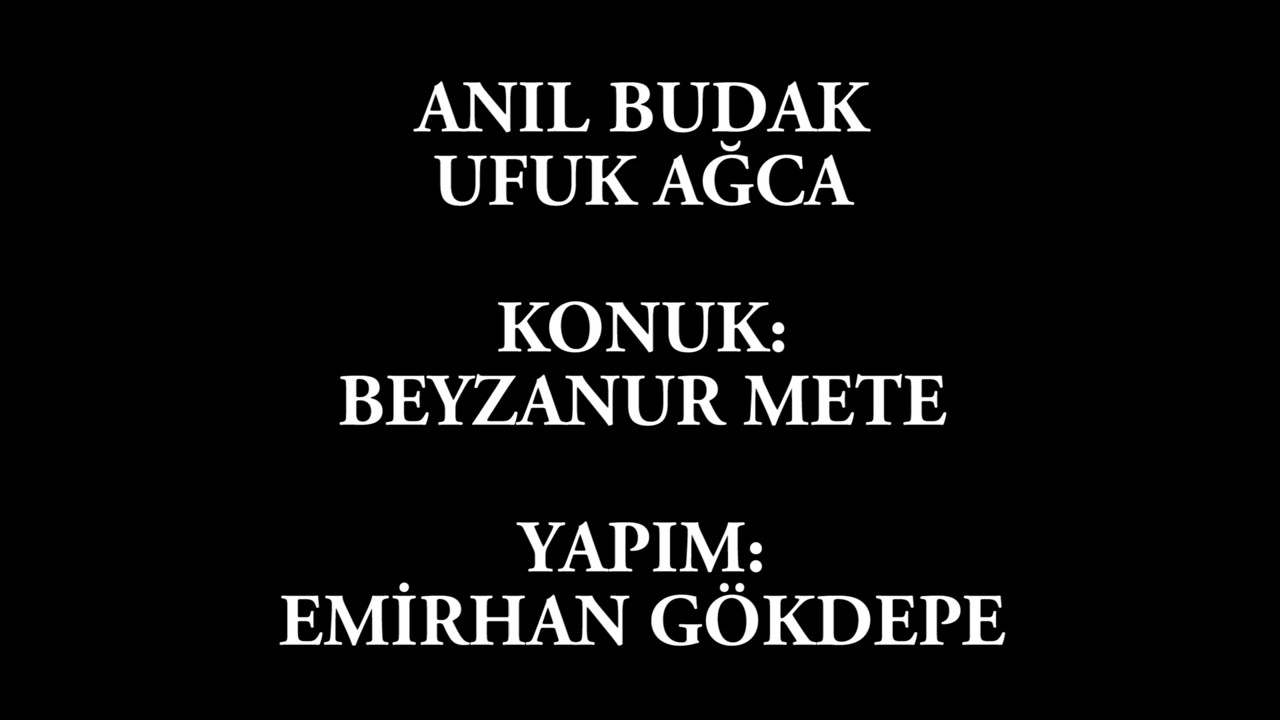 ANIL BUDAK
UFUK AĞCA
KONUK:
BEYZANUR METE
YAPIM:
EMİRHAN GÖKDEPE